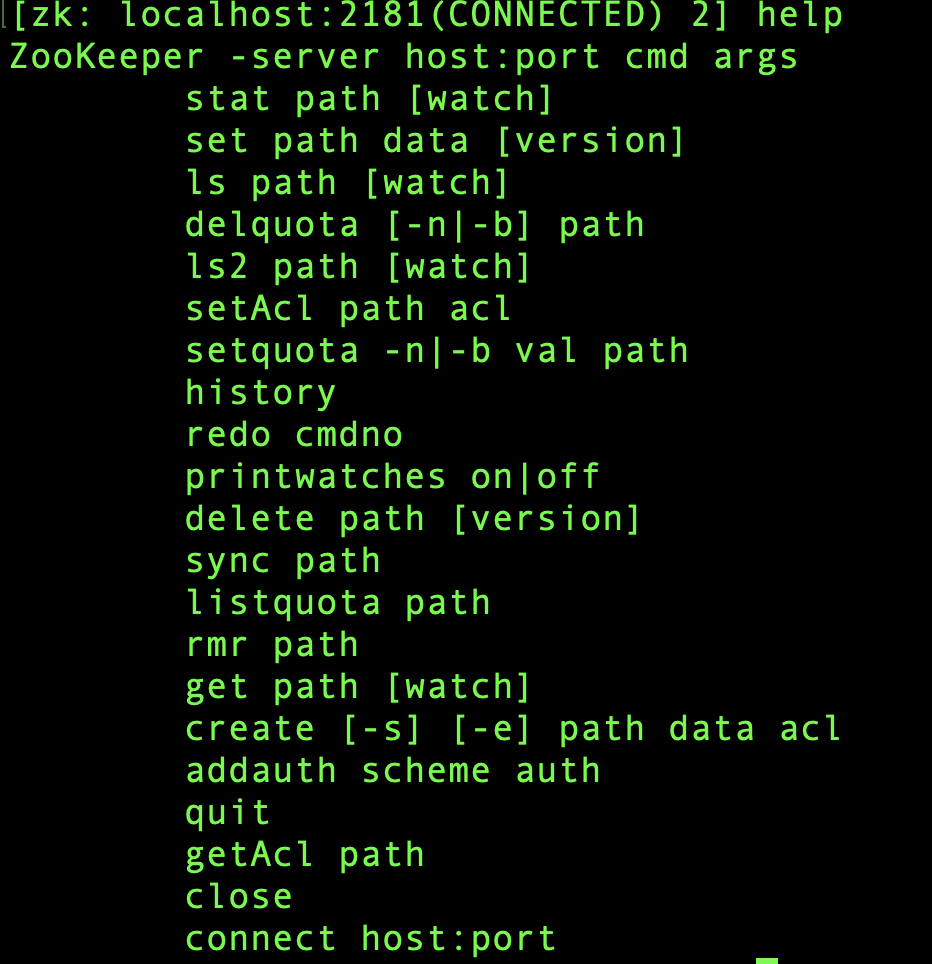 [zk: localhost:2181(CONNECTED) 2] help
ZooKeeper -server host:port cmd args
stat path [watch]
set path data [version]
ls path [watch]
delquota [-n|-b] path
ls2 path [watch]
setAcl path acl
setquota -n|-b val path
history
redo cmdno
printwatches on|off
delete path [version]
sync path
listquota path
rmr path
get path [watch]
create [-s] [-e] path data acl
addauth scheme auth
quit
getAcl path
close
connect host:port